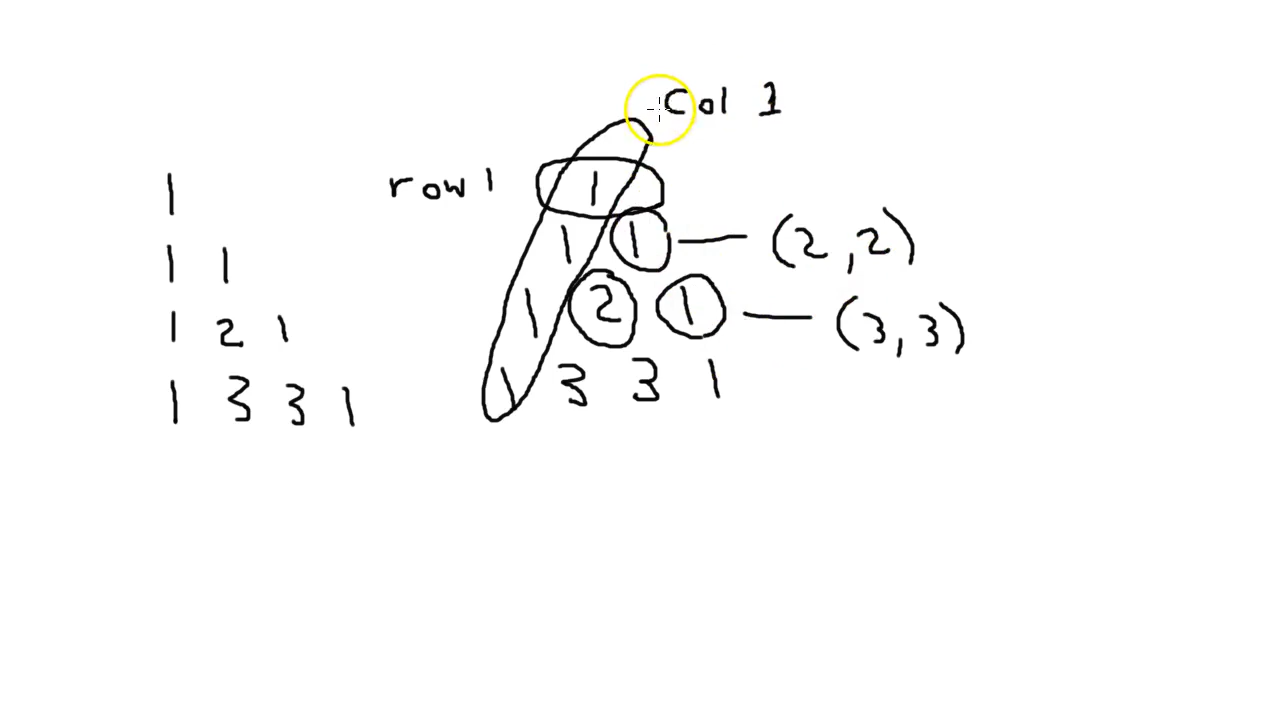 Col 1
1 row 1 1
1 1 1 1 (2,2)
1 2 1 1 2 1 (3,3)
1 3 3 1 1 3 3 1